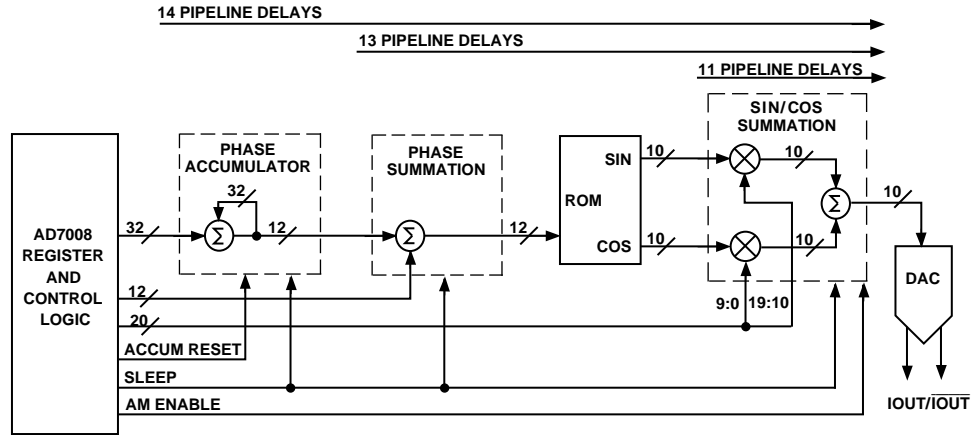 14 PIPELINE DELAYS
13 PIPELINE DELAYS
11 PIPELINE DELAYS
SIN/COS
SUMMATION
PHASE
ACCUMULATOR
PHASE
SUMMATION
SIN
10
10
32
ROM
AD7008
REGISTER
AND
CONTROL
LOGIC
32
Σ
12
Σ
12
COS
10
10
Σ
10
DAC
12
9:0
19:10
20
ACCUM RESET
SLEEP
AM ENABLE
IOUT/IOUT